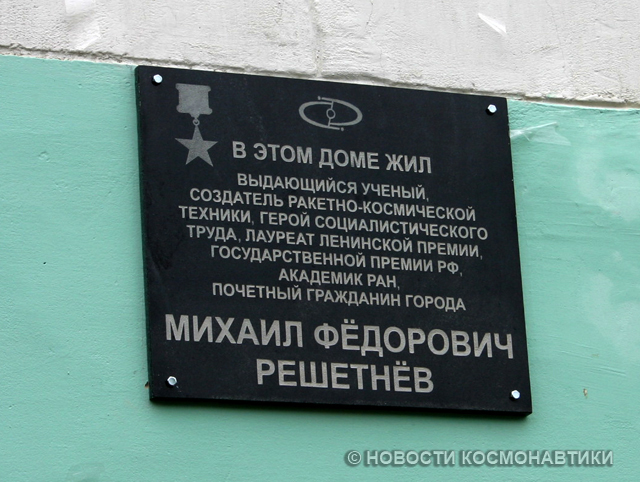 В ЭТОМ ДОМЕ ЖИЛ
ВЫДАЮЩИЙСЯ УЧЕНЫЙ,
СОЗДАТЕЛЬ РАКЕТНО-КОСМИЧЕСКОЙ
ТЕХНИКИ, ГЕРОЙ СОЦИАЛИСТИЧЕСКОГО
ТРУДА, ЛАУРЕАТ ЛЕНИНСКОЙ ПРЕМИИ,
ГОСУДАРСТВЕННОЙ ПРЕМИИ РФ,
АКАДЕМИК РАН,
ПОЧЕТНЫЙ ГРАЖДАНИН ГОРОДА
МИХАИЛ ФЁДОРОВИЧ
РЕШЕТНЁВ
© НОВОСТИ КОСМОНАВТИКИ